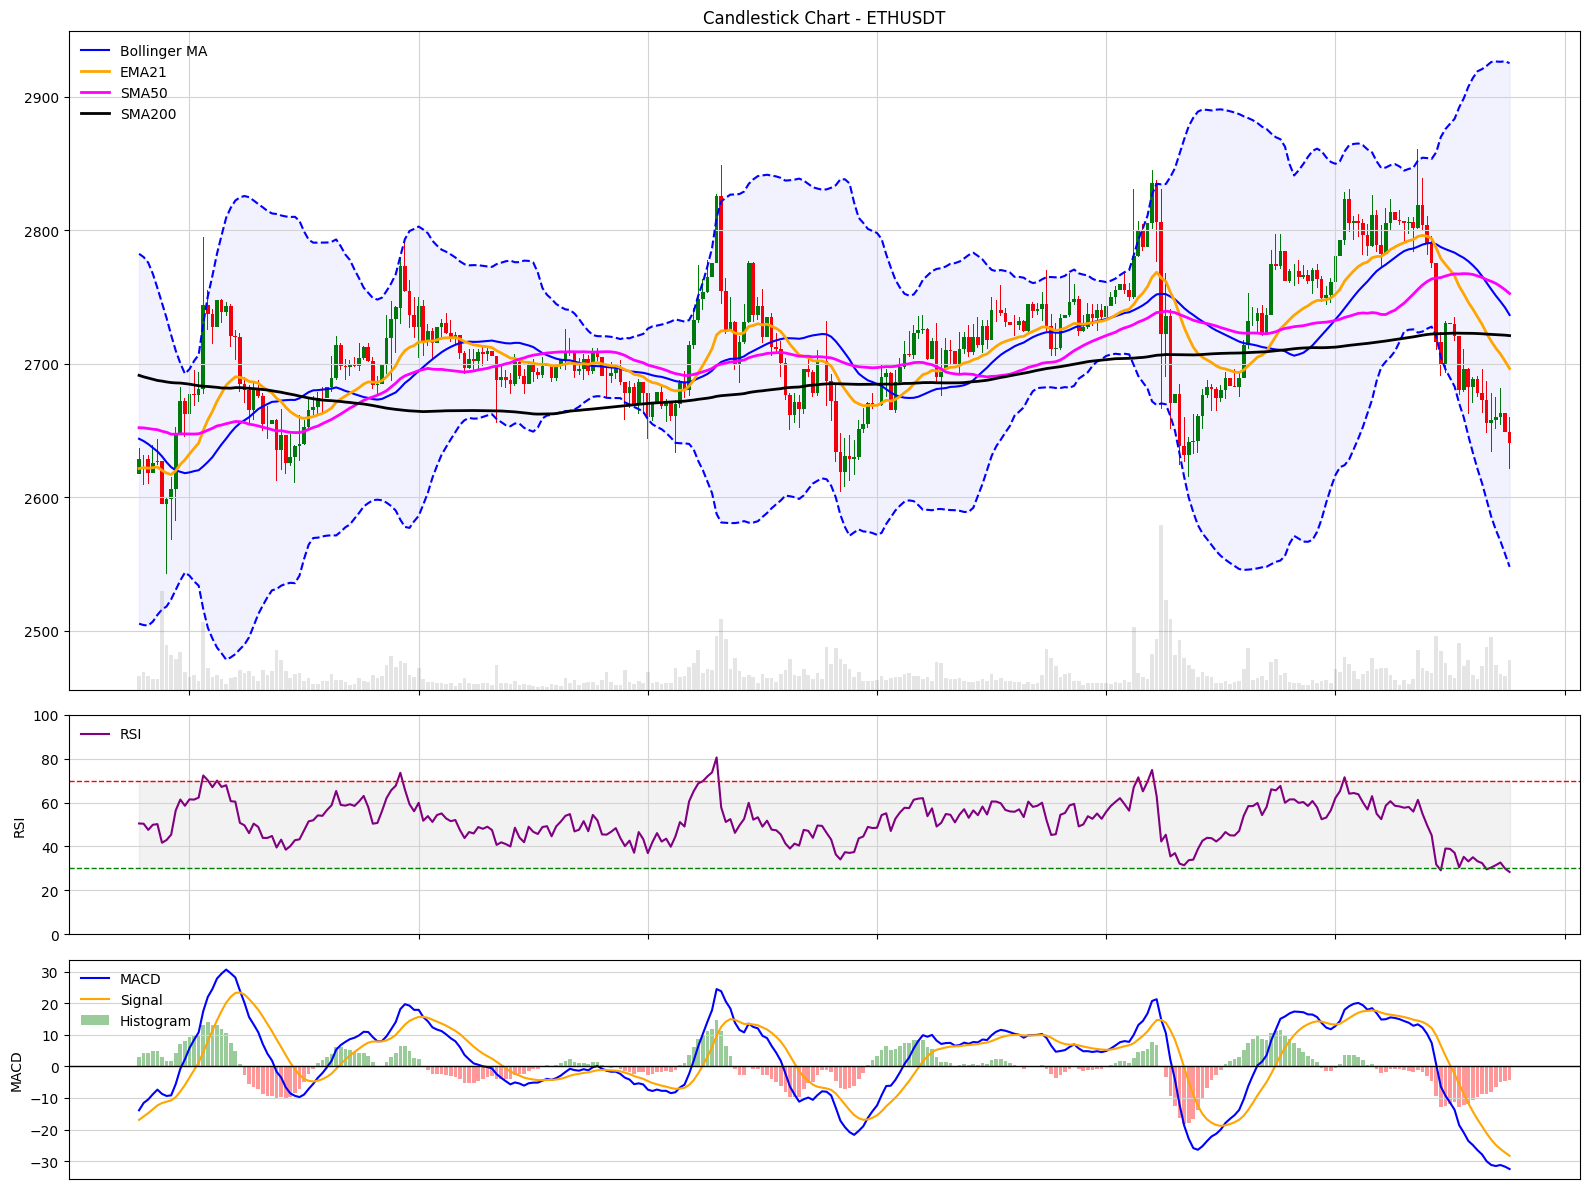 Candlestick Chart - ETHUSDT
Bollinger MA
EMA21
SMA50
SMA200
2900
2800
2700
2600
2500
RSI
100
80
60
40
20
0
RSI
MACD
Signal
Histogram
30
20
10
0
−10
−20
−30
MACD